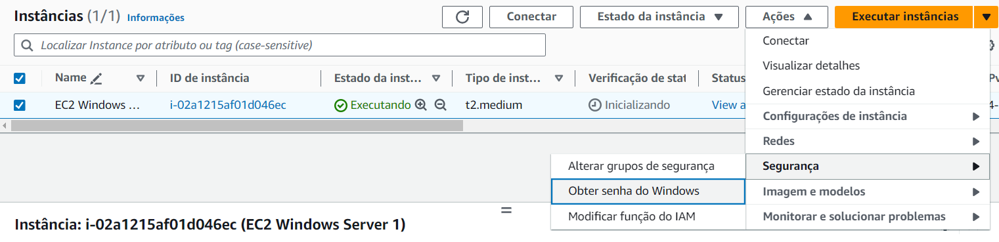 Instâncias (1/1) Informações Conectar Estado da instância Ações Executar instâncias
Localizar Instance por atributo ou tag (case-sensitive)
Conectar
Visualizar detalhes
Gerenciar estado da instância
Configurações de instância
Redes
Segurança
Imagem e modelos
Monitorar e solucionar problemas
Alterar grupos de segurança
Obter senha do Windows
Modificar função do IAM
Name ID de instância Estado da inst... Tipo de inst... Verificação de stat Status
EC2 Windows ... i-02a1215af01d046ec Executando t2.medium Inicializando View a 4-
Instância: i-02a1215af01d046ec (EC2 Windows Server 1)